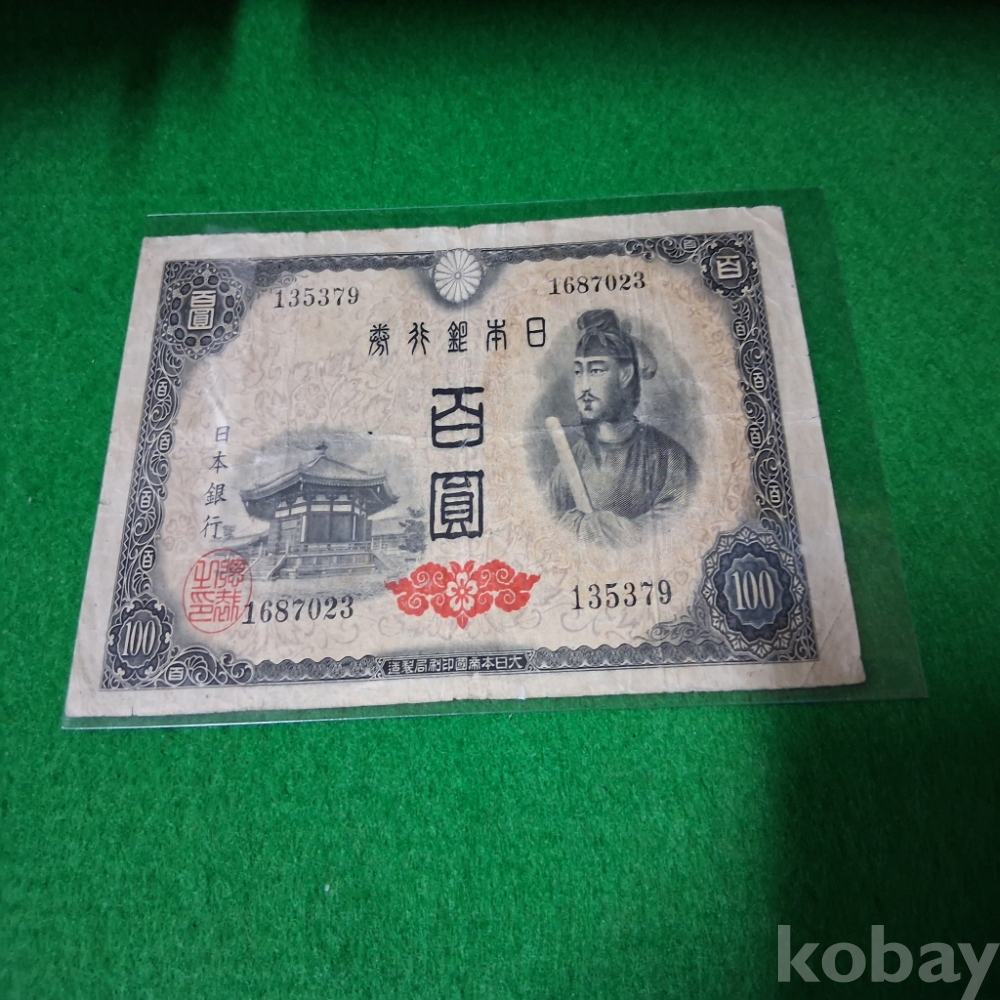 百圓
135379
1687023
百
日本銀行券
百圓
日本銀行
1687023
135379
100
100
百
大日本帝國印刷局製造
kobay